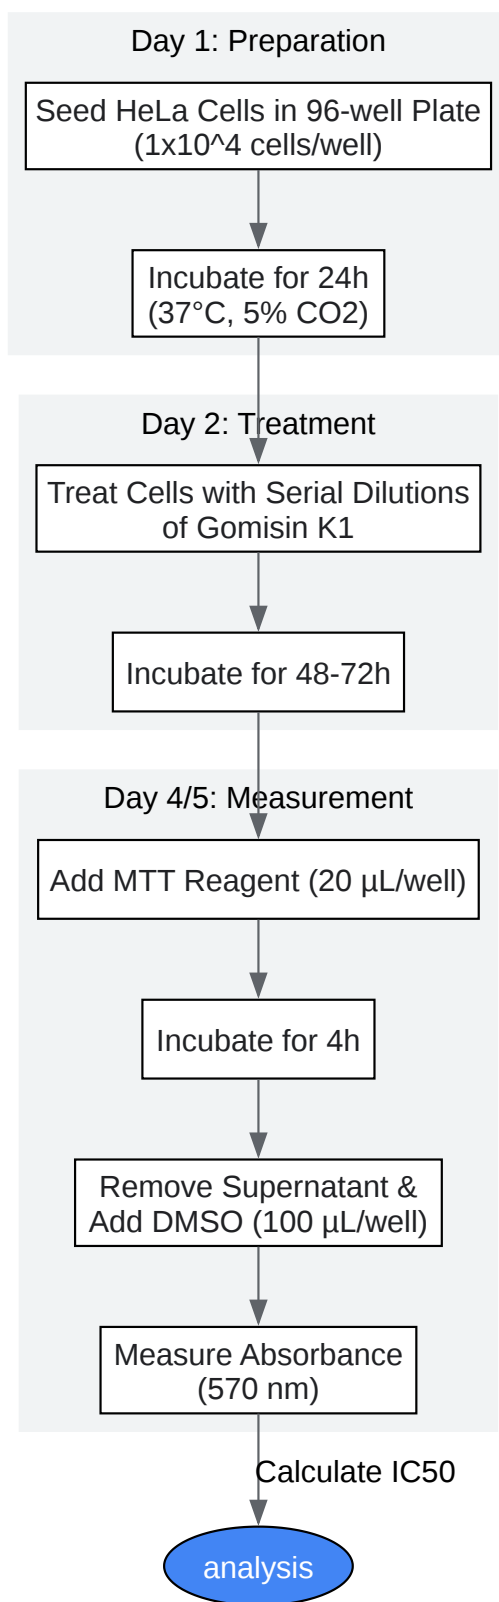 Day 1: Preparation
Seed HeLa Cells in 96-well Plate
(1x10^4 cells/well)
Incubate for 24h
(37°C, 5% CO2)
Day 2: Treatment
Treat Cells with Serial Dilutions
of Gomisin K1
Incubate for 48-72h
Day 4/5: Measurement
Add MTT Reagent (20 µL/well)
Incubate for 4h
Remove Supernatant &
Add DMSO (100 µL/well)
Measure Absorbance
(570 nm)
Calculate IC50
analysis